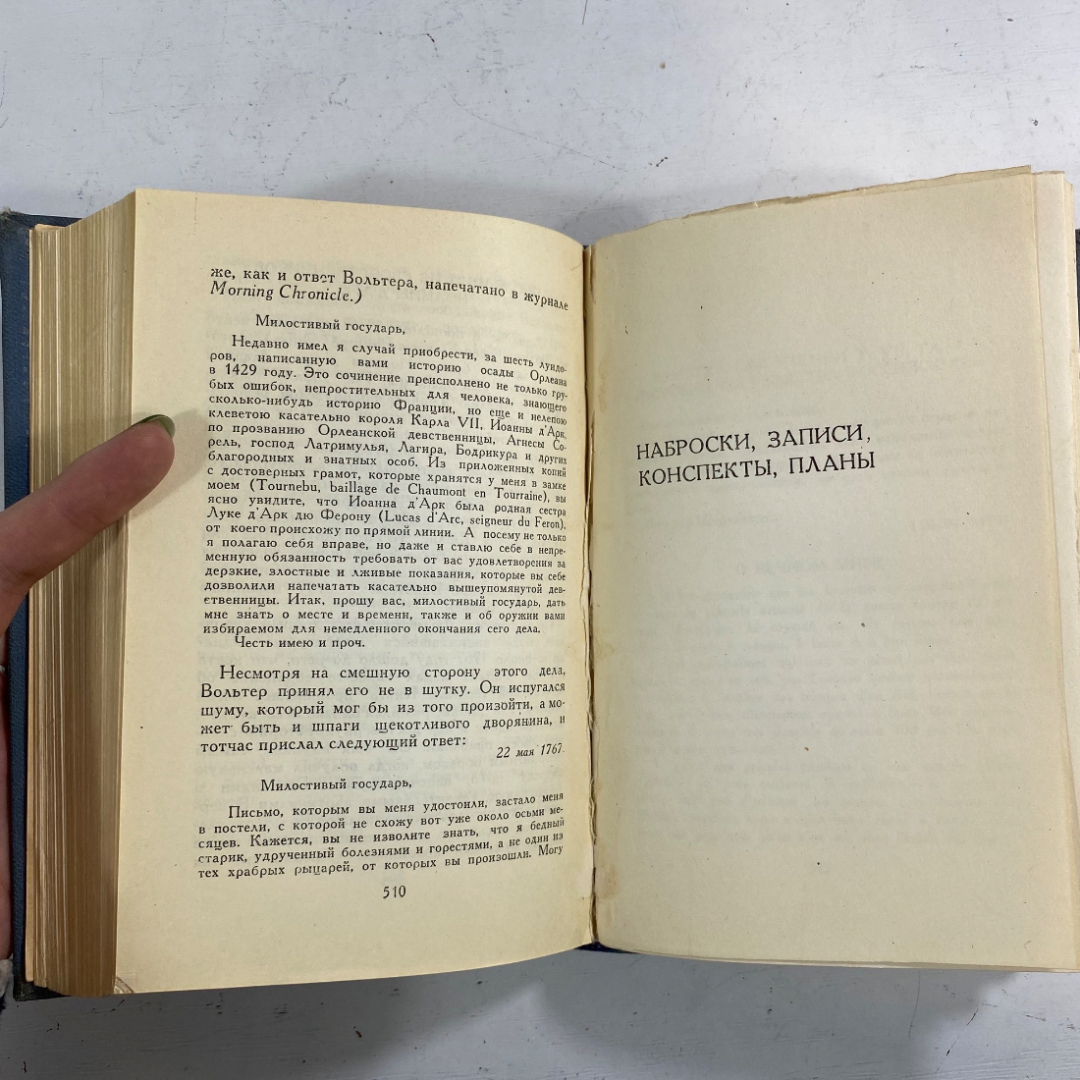 же, как и ответ Вольтера, напечатано в журнале
Morning Chronicle.)
Милостивый государь,
Недавно имел я случай приобрести, за шесть луидо-
ров, написанную вами историю осады Орлеана
в 1429 году. Это сочинение преисполнено не только гру-
бых ошибок, непростительных для человека, знающего
сколько-нибудь историю Франции, но еще и нелепою
клеветою касательно короля Карла VII, Иоанны д'Арк,
по прозванию Орлеанской девственницы, Агнесы Со-
рель, господ Латримулья, Лагира, Бодрикура и других
благородных и знатных особ. Из приложенных копий
с достоверных грамот, которые хранятся у меня в замке
моем (Tournebu, baillage de Chaumont en Tourraine), вы
ясно увидите, что Иоанна д'Арк была родная сестра
Луке д'Арк дю Ферону (Lucas d'Arc, seigneur du Feron),
от коего происхожу по прямой линии. А посему не только
я полагаю себя вправе, но даже и ставлю себе в непре-
менную обязанность требовать от вас удовлетворения за
дерзкие, злостные и лживые показания, которые вы себе
дозволили напечатать касательно вышеупомянутой дев-
ственницы. Итак, прошу вас, милостивый государь, дать
мне знать о месте и времени, также и об оружии вами
избираемом для немедленного окончания сего дела.
Честь имею и проч.
Несмотря на смешную сторону этого дела,
Вольтер принял его не в шутку. Он испугался
шуму, который мог бы из того произойти, а мо-
жет быть и шпаги щекотливого дворянина, и
тотчас прислал следующий ответ:
22 мая 1767.
Милостивый государь,
Письмо, которым вы меня удостоили, застало меня
в постели, с которой не схожу вот уже около осьми ме-
сяцев. Кажется, вы не изволите знать, что я бедный
старик, удрученный болезнями и горестями, а не один из
тех храбрых рыцарей, от которых вы произошли. Могу
510
НАБРОСКИ, ЗАПИСИ,
КОНСПЕКТЫ, ПЛАНЫ